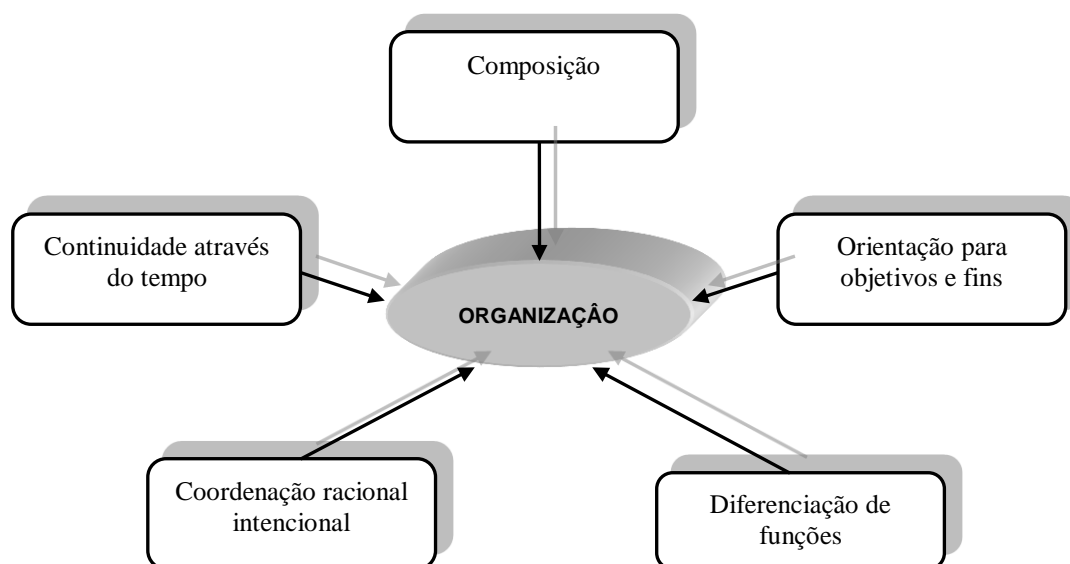 Composição
Continuidade através
do tempo
Orientação para
objetivos e fins
ORGANIZAÇÂO
Coordenação racional
intencional
Diferenciação de
funções